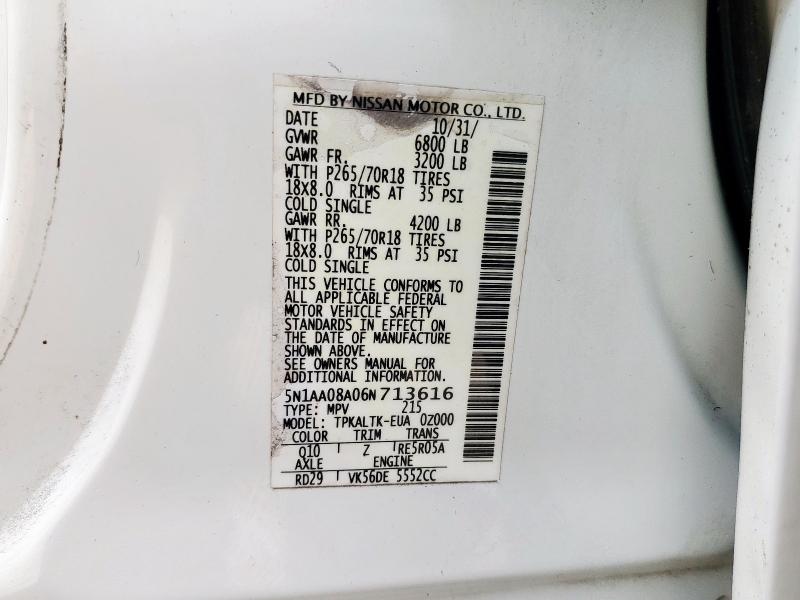 MFD BY NISSAN MOTOR CO., LTD.
DATE 10/31/
GVWR 6800 LB
GAWR FR. 3200 LB
WITH P265/70R18 TIRES
18X8.0 RIMS AT 35 PSI
COLD SINGLE
GAWR RR. 4200 LB
WITH P265/70R18 TIRES
18X8.0 RIMS AT 35 PSI
COLD SINGLE
THIS VEHICLE CONFORMS TO
ALL APPLICABLE FEDERAL
MOTOR VEHICLE SAFETY
STANDARDS IN EFFECT ON
THE DATE OF MANUFACTURE
SHOWN ABOVE.
SEE OWNERS MANUAL FOR
ADDITIONAL INFORMATION.
5N1AA08A06N713616
TYPE: MPV 215
MODEL: TPKALTK-EUA 0Z000
COLOR TRIM TRANS
Q10 Z RE5R05A
AXLE ENGINE
RD29 VK56DE 5552CC